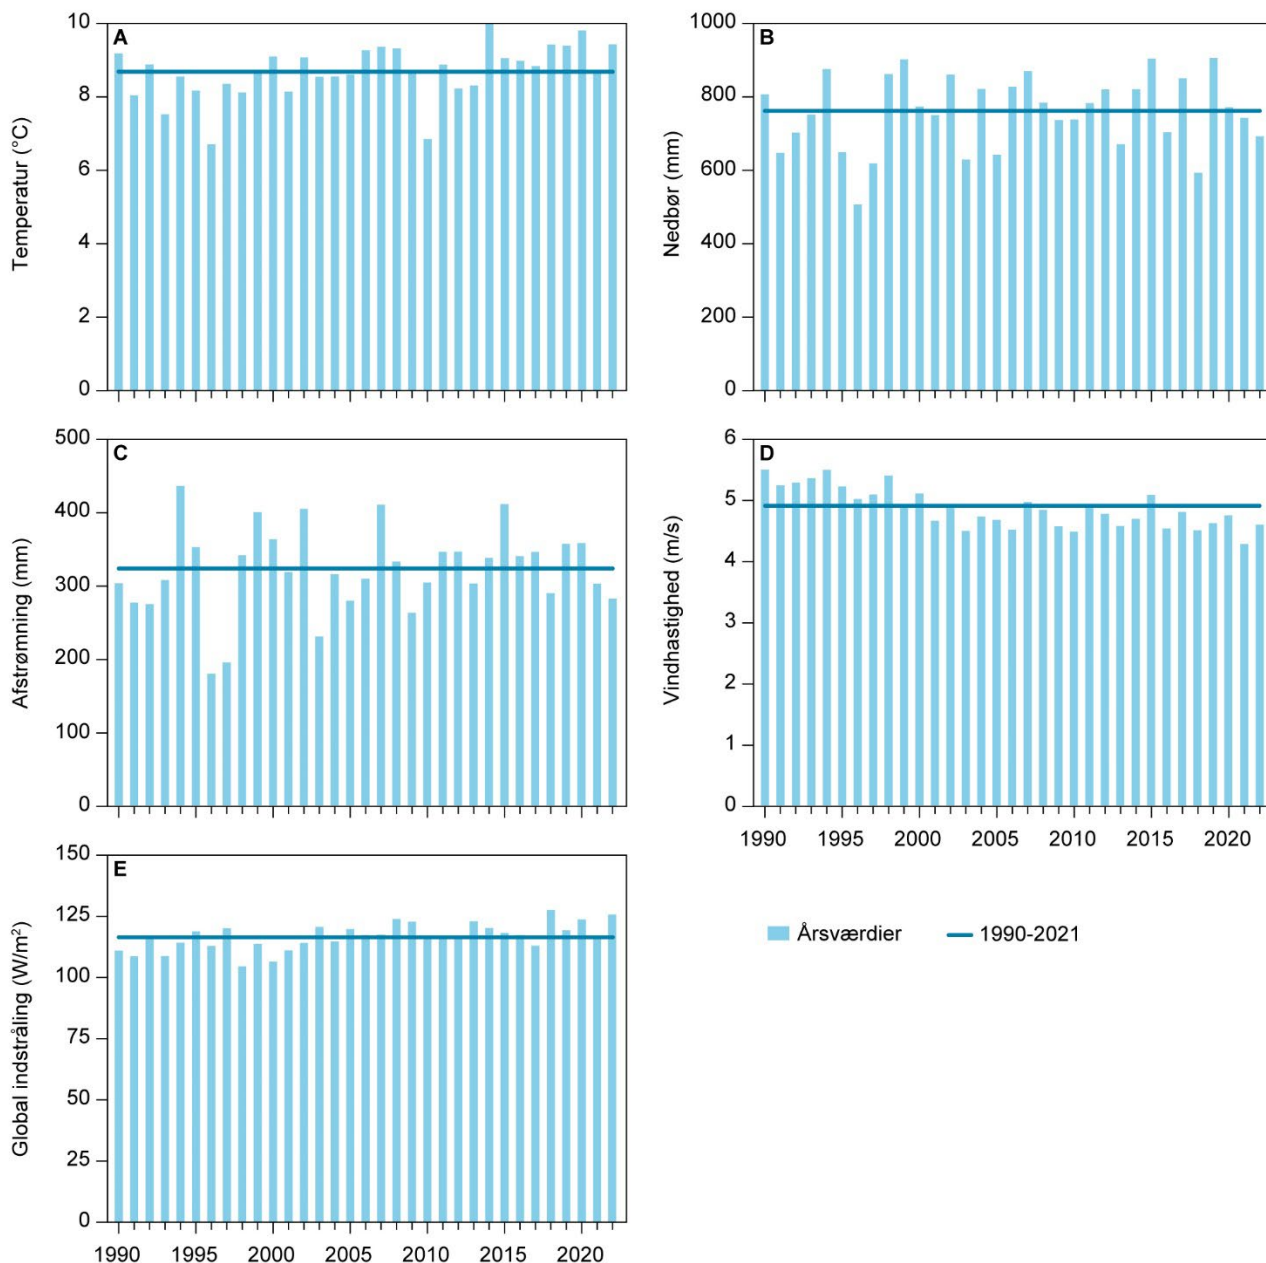 A
Temperatur (°C)
10
8
6
4
2
0
B
Nedbør (mm)
1000
800
600
400
200
0
C
Afstrømning (mm)
500
400
300
200
100
0
D
Vindhastighed (m/s)
6
5
4
3
2
1
0
1990 1995 2000 2005 2010 2015 2020
E
Global indstråling (W/m²)
150
125
100
75
50
25
0
1990 1995 2000 2005 2010 2015 2020
Årsværdier 1990-2021